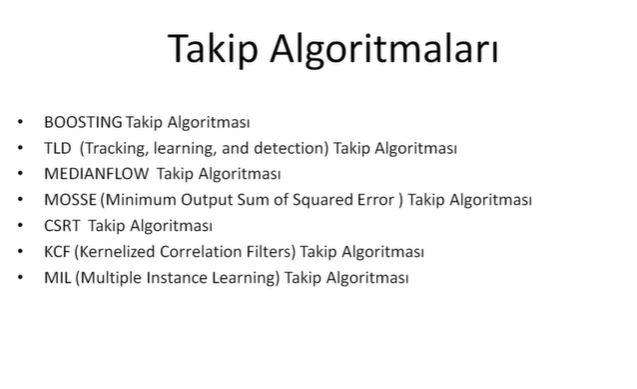 Takip Algoritmaları
• BOOSTING Takip Algoritması
• TLD (Tracking, learning, and detection) Takip Algoritması
• MEDIANFLOW Takip Algoritması
• MOSSE (Minimum Output Sum of Squared Error ) Takip Algoritması
• CSRT Takip Algoritması
• KCF (Kernelized Correlation Filters) Takip Algoritması
• MIL (Multiple Instance Learning) Takip Algoritması